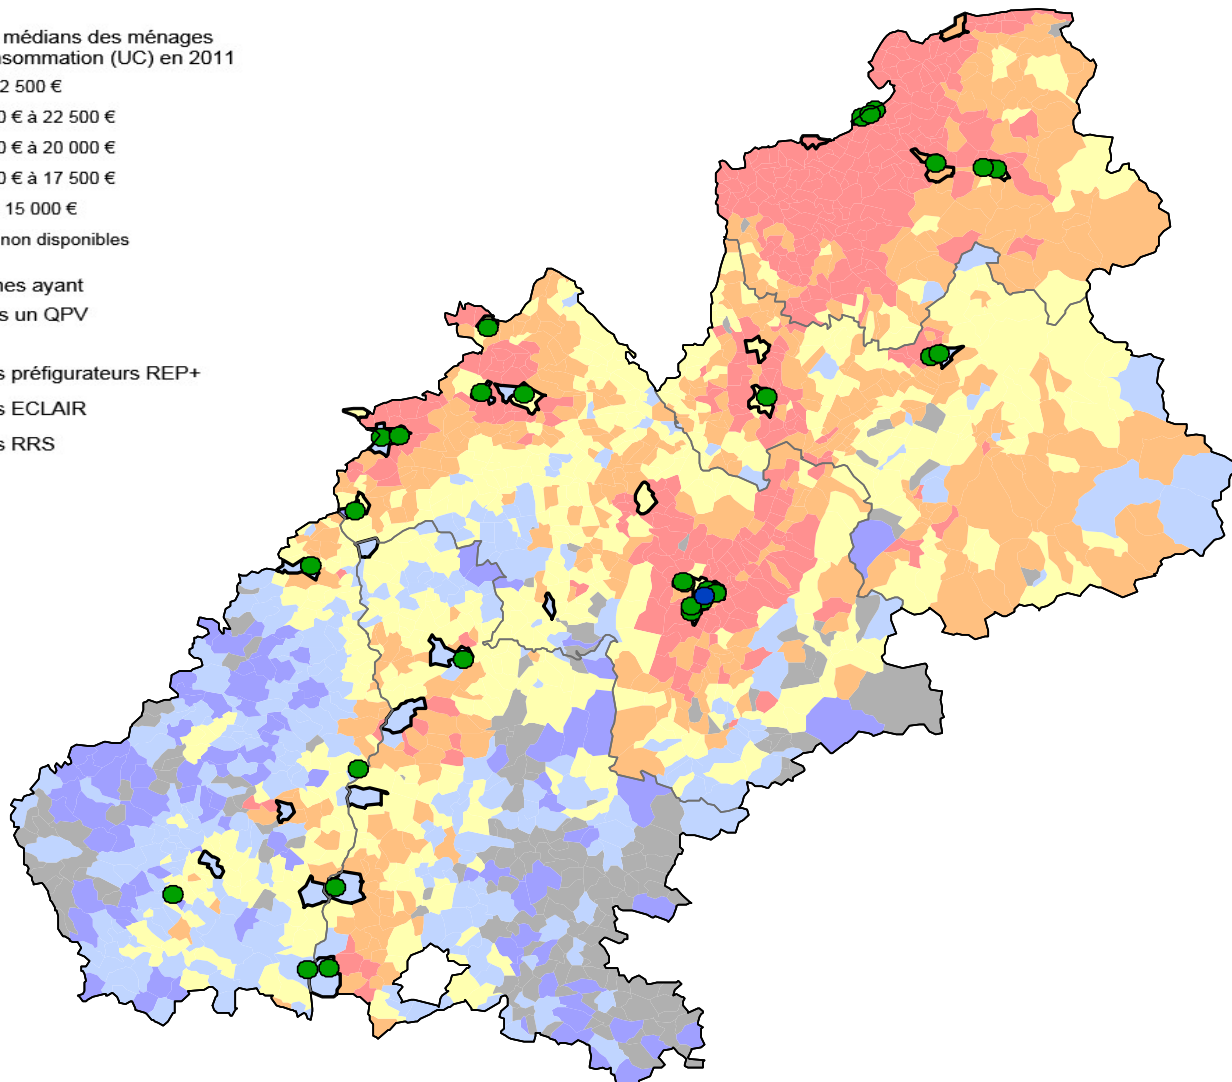 médians des ménages
sommation (UC) en 2011
2 500 €
0 € à 22 500 €
0 € à 20 000 €
0 € à 17 500 €
15 000 €
non disponibles
nes ayant
s un QPV
s préfigurateurs REP+
s ECLAIR
s RRS